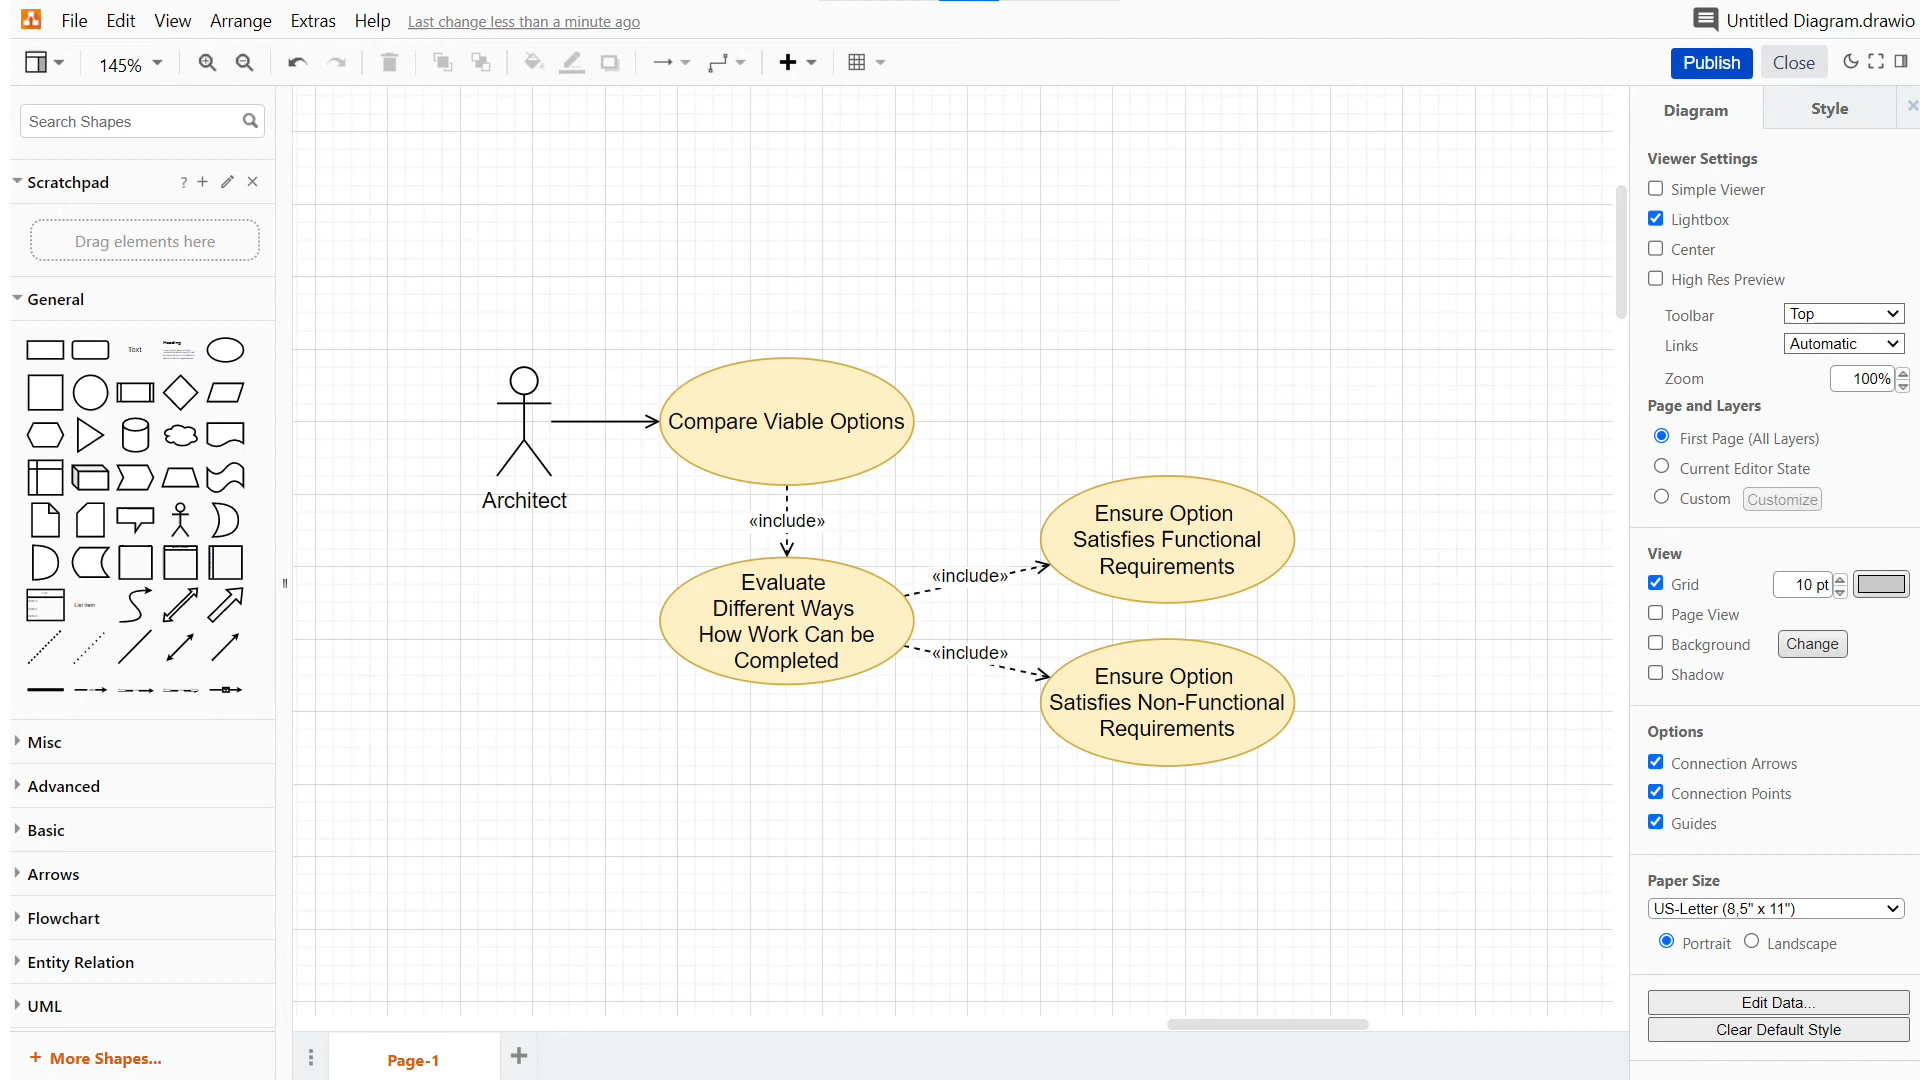 File Edit View Arrange Extras Help Last change less than a minute ago
Untitled Diagram.drawio
145%
Publish Close
Search Shapes
Scratchpad ?
Drag elements here
General
Text
Heading
List Item
Misc
Advanced
Basic
Arrows
Flowchart
Entity Relation
UML
+ More Shapes...
Architect
Compare Viable Options
«include»
Evaluate
Different Ways
How Work Can be
Completed
«include»
«include»
Ensure Option
Satisfies Functional
Requirements
Ensure Option
Satisfies Non-Functional
Requirements
Page-1
Diagram Style
Viewer Settings
Simple Viewer
Lightbox
Center
High Res Preview
Toolbar Top
Links Automatic
Zoom 100%
Page and Layers
First Page (All Layers)
Current Editor State
Custom Customize
View
Grid 10 pt
Page View
Background Change
Shadow
Options
Connection Arrows
Connection Points
Guides
Paper Size
US-Letter (8,5" x 11")
Portrait Landscape
Edit Data...
Clear Default Style